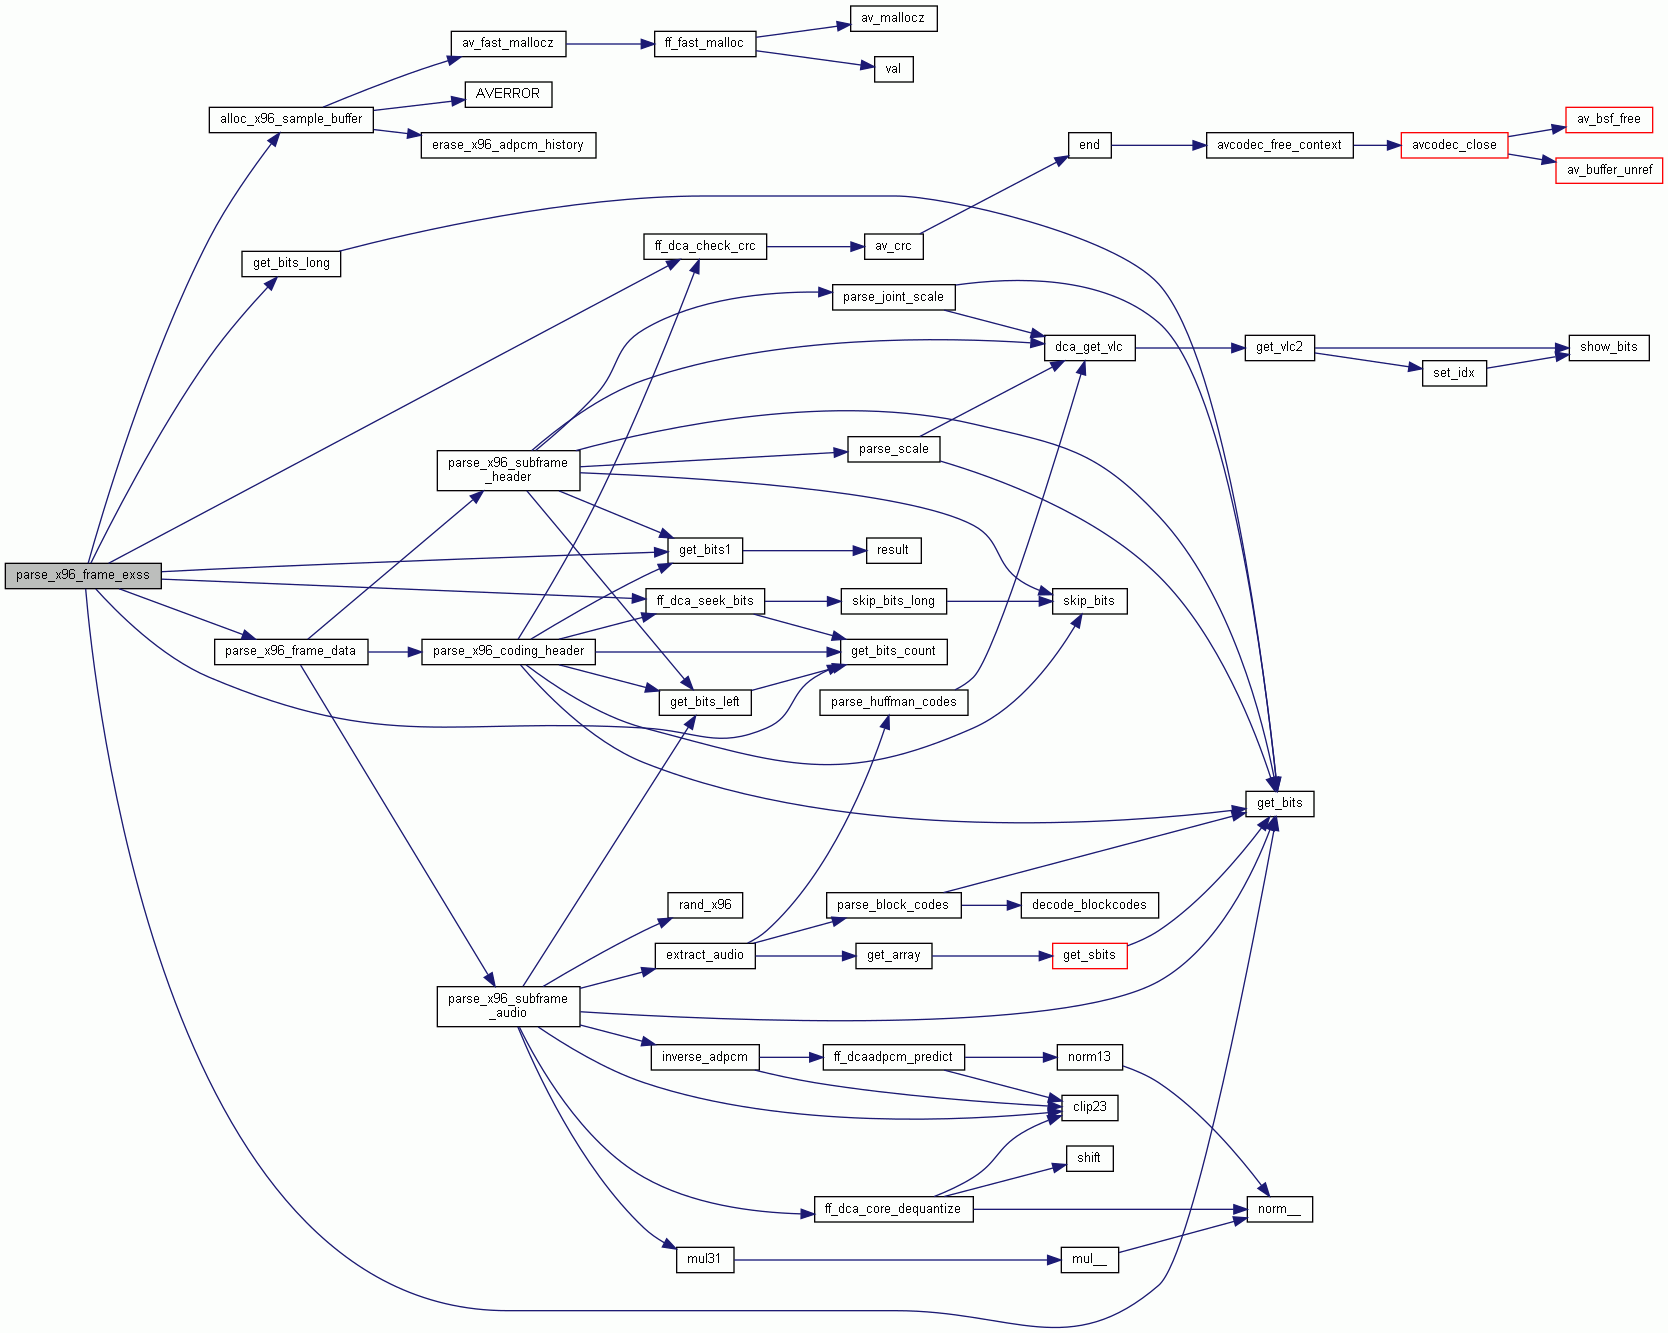 av_mallocz
av_fast_mallocz
ff_fast_malloc
val
AVERROR
alloc_x96_sample_buffer
av_bsf_free
erase_x96_adpcm_history
end
avcodec_free_context
avcodec_close
av_buffer_unref
ff_dca_check_crc
av_crc
get_bits_long
parse_joint_scale
dca_get_vlc
get_vlc2
show_bits
set_idx
parse_scale
parse_x96_subframe
_header
get_bits1
result
parse_x96_frame_exss
ff_dca_seek_bits
skip_bits_long
skip_bits
parse_x96_frame_data
parse_x96_coding_header
get_bits_count
get_bits_left
parse_huffman_codes
get_bits
rand_x96
parse_block_codes
decode_blockcodes
extract_audio
get_array
get_sbits
parse_x96_subframe
_audio
inverse_adpcm
ff_dcaadpcm_predict
norm13
clip23
shift
ff_dca_core_dequantize
norm__
mul31
mul__